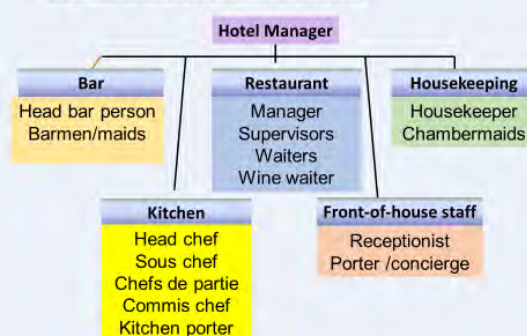 Hotel Manager
Bar
Head bar person
Barmen/maids
Restaurant
Manager
Supervisors
Waiters
Wine waiter
Housekeeping
Housekeeper
Chambermaids
Kitchen
Head chef
Sous chef
Chefs de partie
Commis chef
Kitchen porter
Front-of-house staff
Receptionist
Porter /concierge